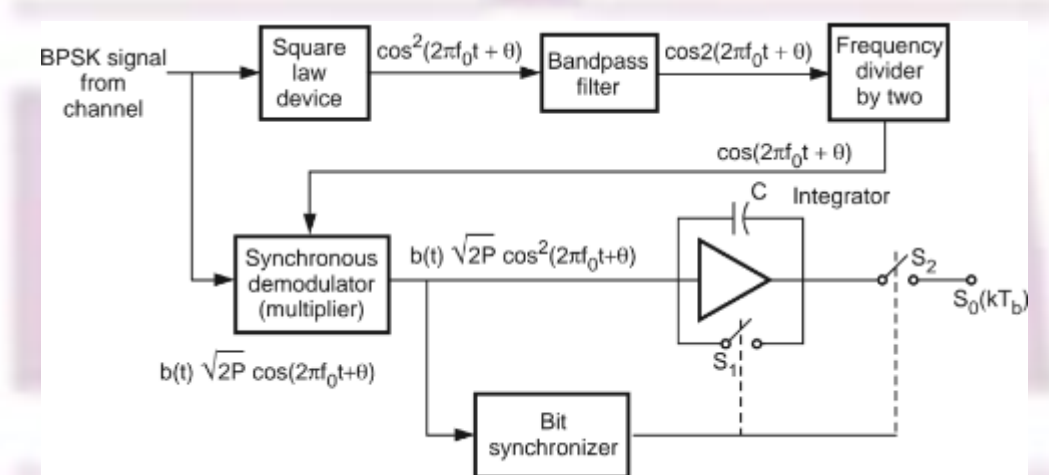 BPSK signal
from
channel
Square
law
device
cos²(2πf₀t + θ)
Bandpass
filter
cos2(2πf₀t + θ)
Frequency
divider
by two
cos(2πf₀t + θ)
C
Integrator
Synchronous
demodulator
(multiplier)
b(t) √2P cos²(2πf₀t+θ)
S₂
S₀(kT_b)
S₁
b(t) √2P cos(2πf₀t+θ)
Bit
synchronizer